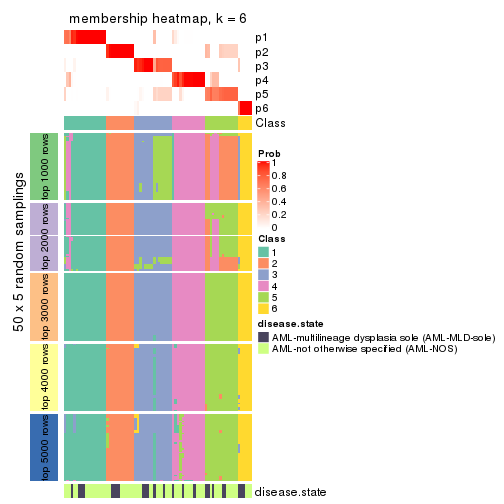 membership heatmap, k = 6
p1
p2
p3
p4
p5
p6
Class
50 x 5 random samplings
top 1000 rows
top 2000 rows
top 3000 rows
top 4000 rows
top 5000 rows
Prob
1
0.8
0.6
0.4
0.2
0
Class
1
2
3
4
5
6
disease.state
AML-multilineage dysplasia sole (AML-MLD-sole)
AML-not otherwise specified (AML-NOS)
disease.state